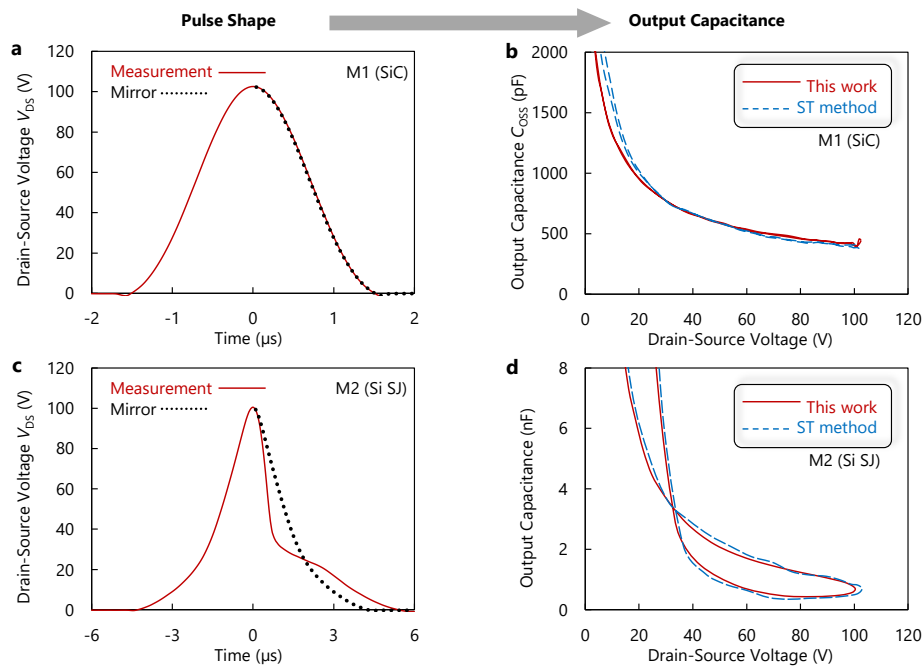 Pulse Shape
Output Capacitance
a
Drain-Source Voltage V_DS (V)
120
100
80
60
40
20
0
Measurement
Mirror
M1 (SiC)
-2
-1
0
1
2
Time (µs)
b
Output Capacitance C_OSS (pF)
2000
1500
1000
500
0
This work
ST method
M1 (SiC)
0
20
40
60
80
100
120
Drain-Source Voltage (V)
c
Drain-Source Voltage V_DS (V)
120
100
80
60
40
20
0
Measurement
Mirror
M2 (Si SJ)
-6
-3
0
3
6
Time (µs)
d
Output Capacitance (nF)
8
6
4
2
0
This work
ST method
M2 (Si SJ)
0
20
40
60
80
100
120
Drain-Source Voltage (V)